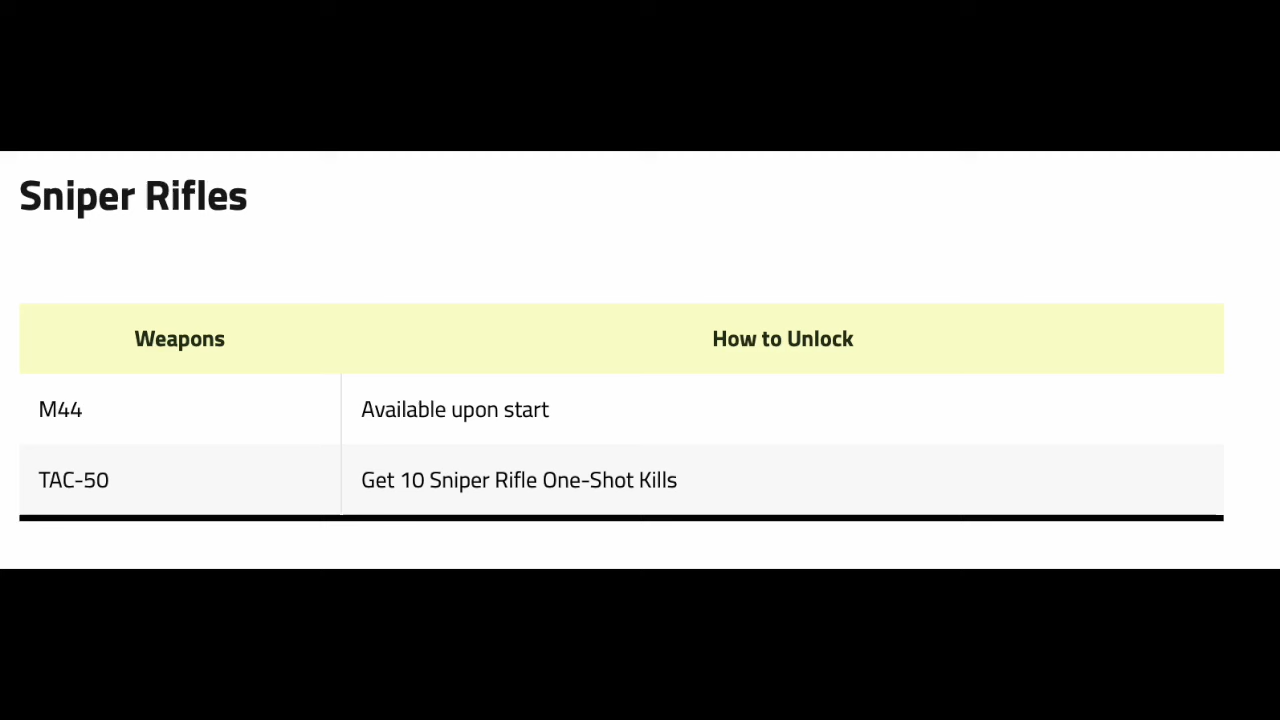 Sniper Rifles
Weapons How to Unlock
M44 Available upon start
TAC-50 Get 10 Sniper Rifle One-Shot Kills